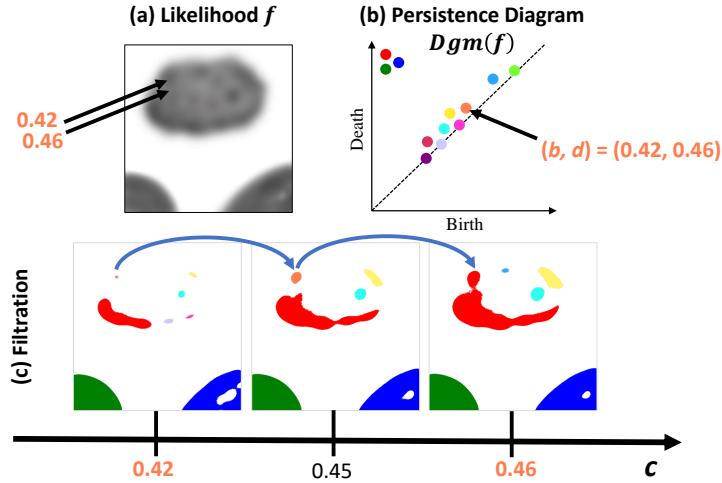 (a) Likelihood f
(b) Persistence Diagram
Dgm(f)
0.42
0.46
Death
(b, d) = (0.42, 0.46)
Birth
(c) Filtration
0.42
0.45
0.46
c